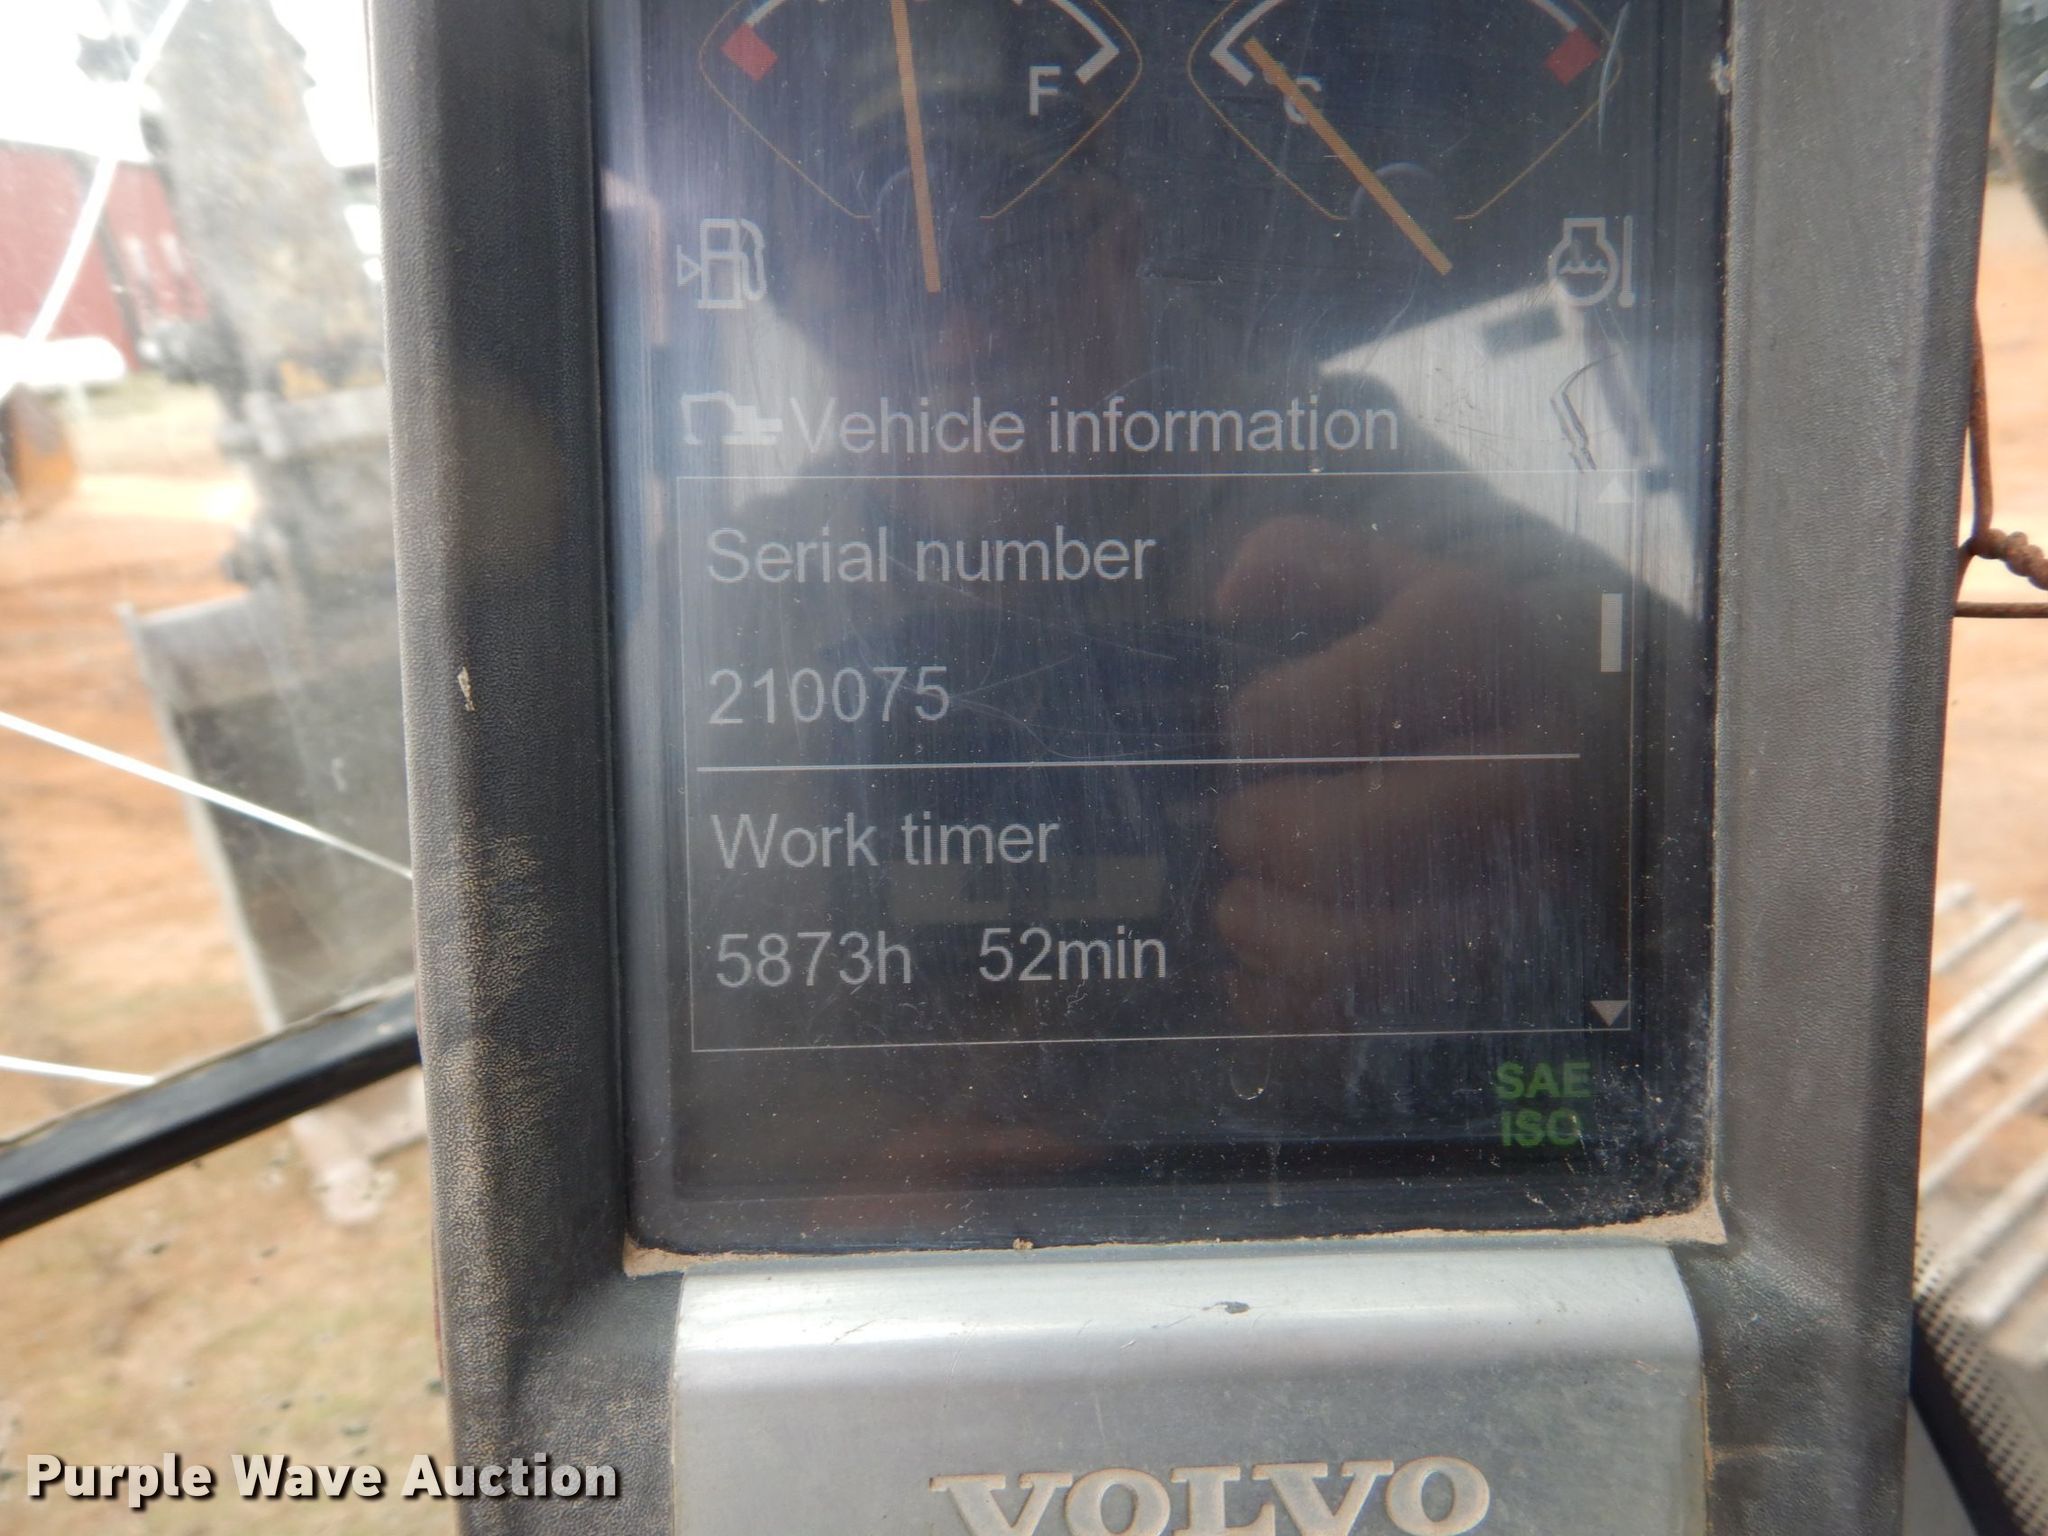 F
C
Vehicle information
Serial number
210075
Work timer
5873h 52min
SAE
ISO
VOLVO
Purple Wave Auction